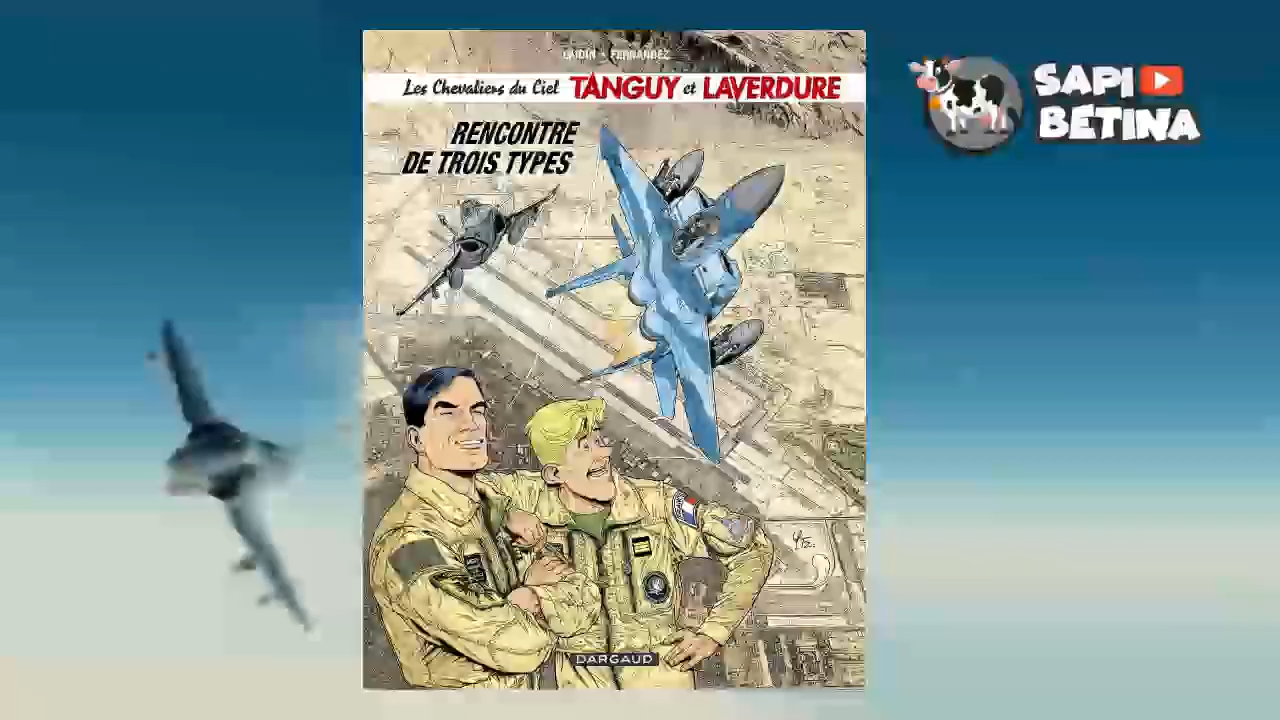 LAIDIN • FERNANDEZ
Les Chevaliers du Ciel TANGUY et LAVERDURE
RENCONTRE
DE TROIS TYPES
DARGAUD
SAPI
BETINA